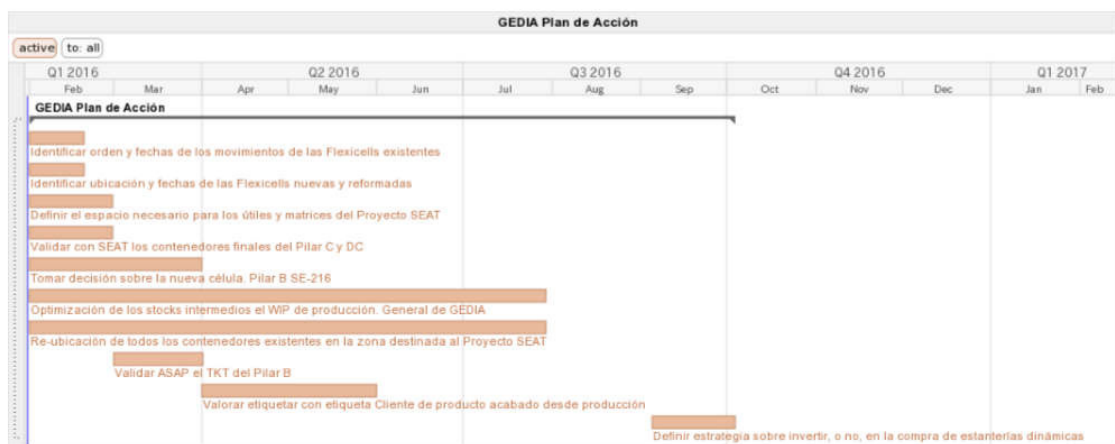 GEDIA Plan de Acción
active to: all
Q1 2016 Q2 2016 Q3 2016 Q4 2016 Q1 2017
Feb Mar Apr May Jun Jul Aug Sep Oct Nov Dec Jan Feb
GEDIA Plan de Acción
Identificar orden y fechas de los movimientos de las Flexicells existentes
Identificar ubicación y fechas de las Flexicells nuevas y reformadas
Definir el espacio necesario para los útiles y matrices del Proyecto SEAT
Validar con SEAT los contenedores finales del Pilar C y DC
Tomar decisión sobre la nueva célula. Pilar B SE-216
Optimización de los stocks intermedios el WIP de producción. General de GEDIA
Re-ubicación de todos los contenedores existentes en la zona destinada al Proyecto SEAT
Validar ASAP el TKT del Pilar B
Valorar etiquetar con etiqueta Cliente de producto acabado desde producción
Definir estrategia sobre invertir, o no, en la compra de estanterías dinámicas